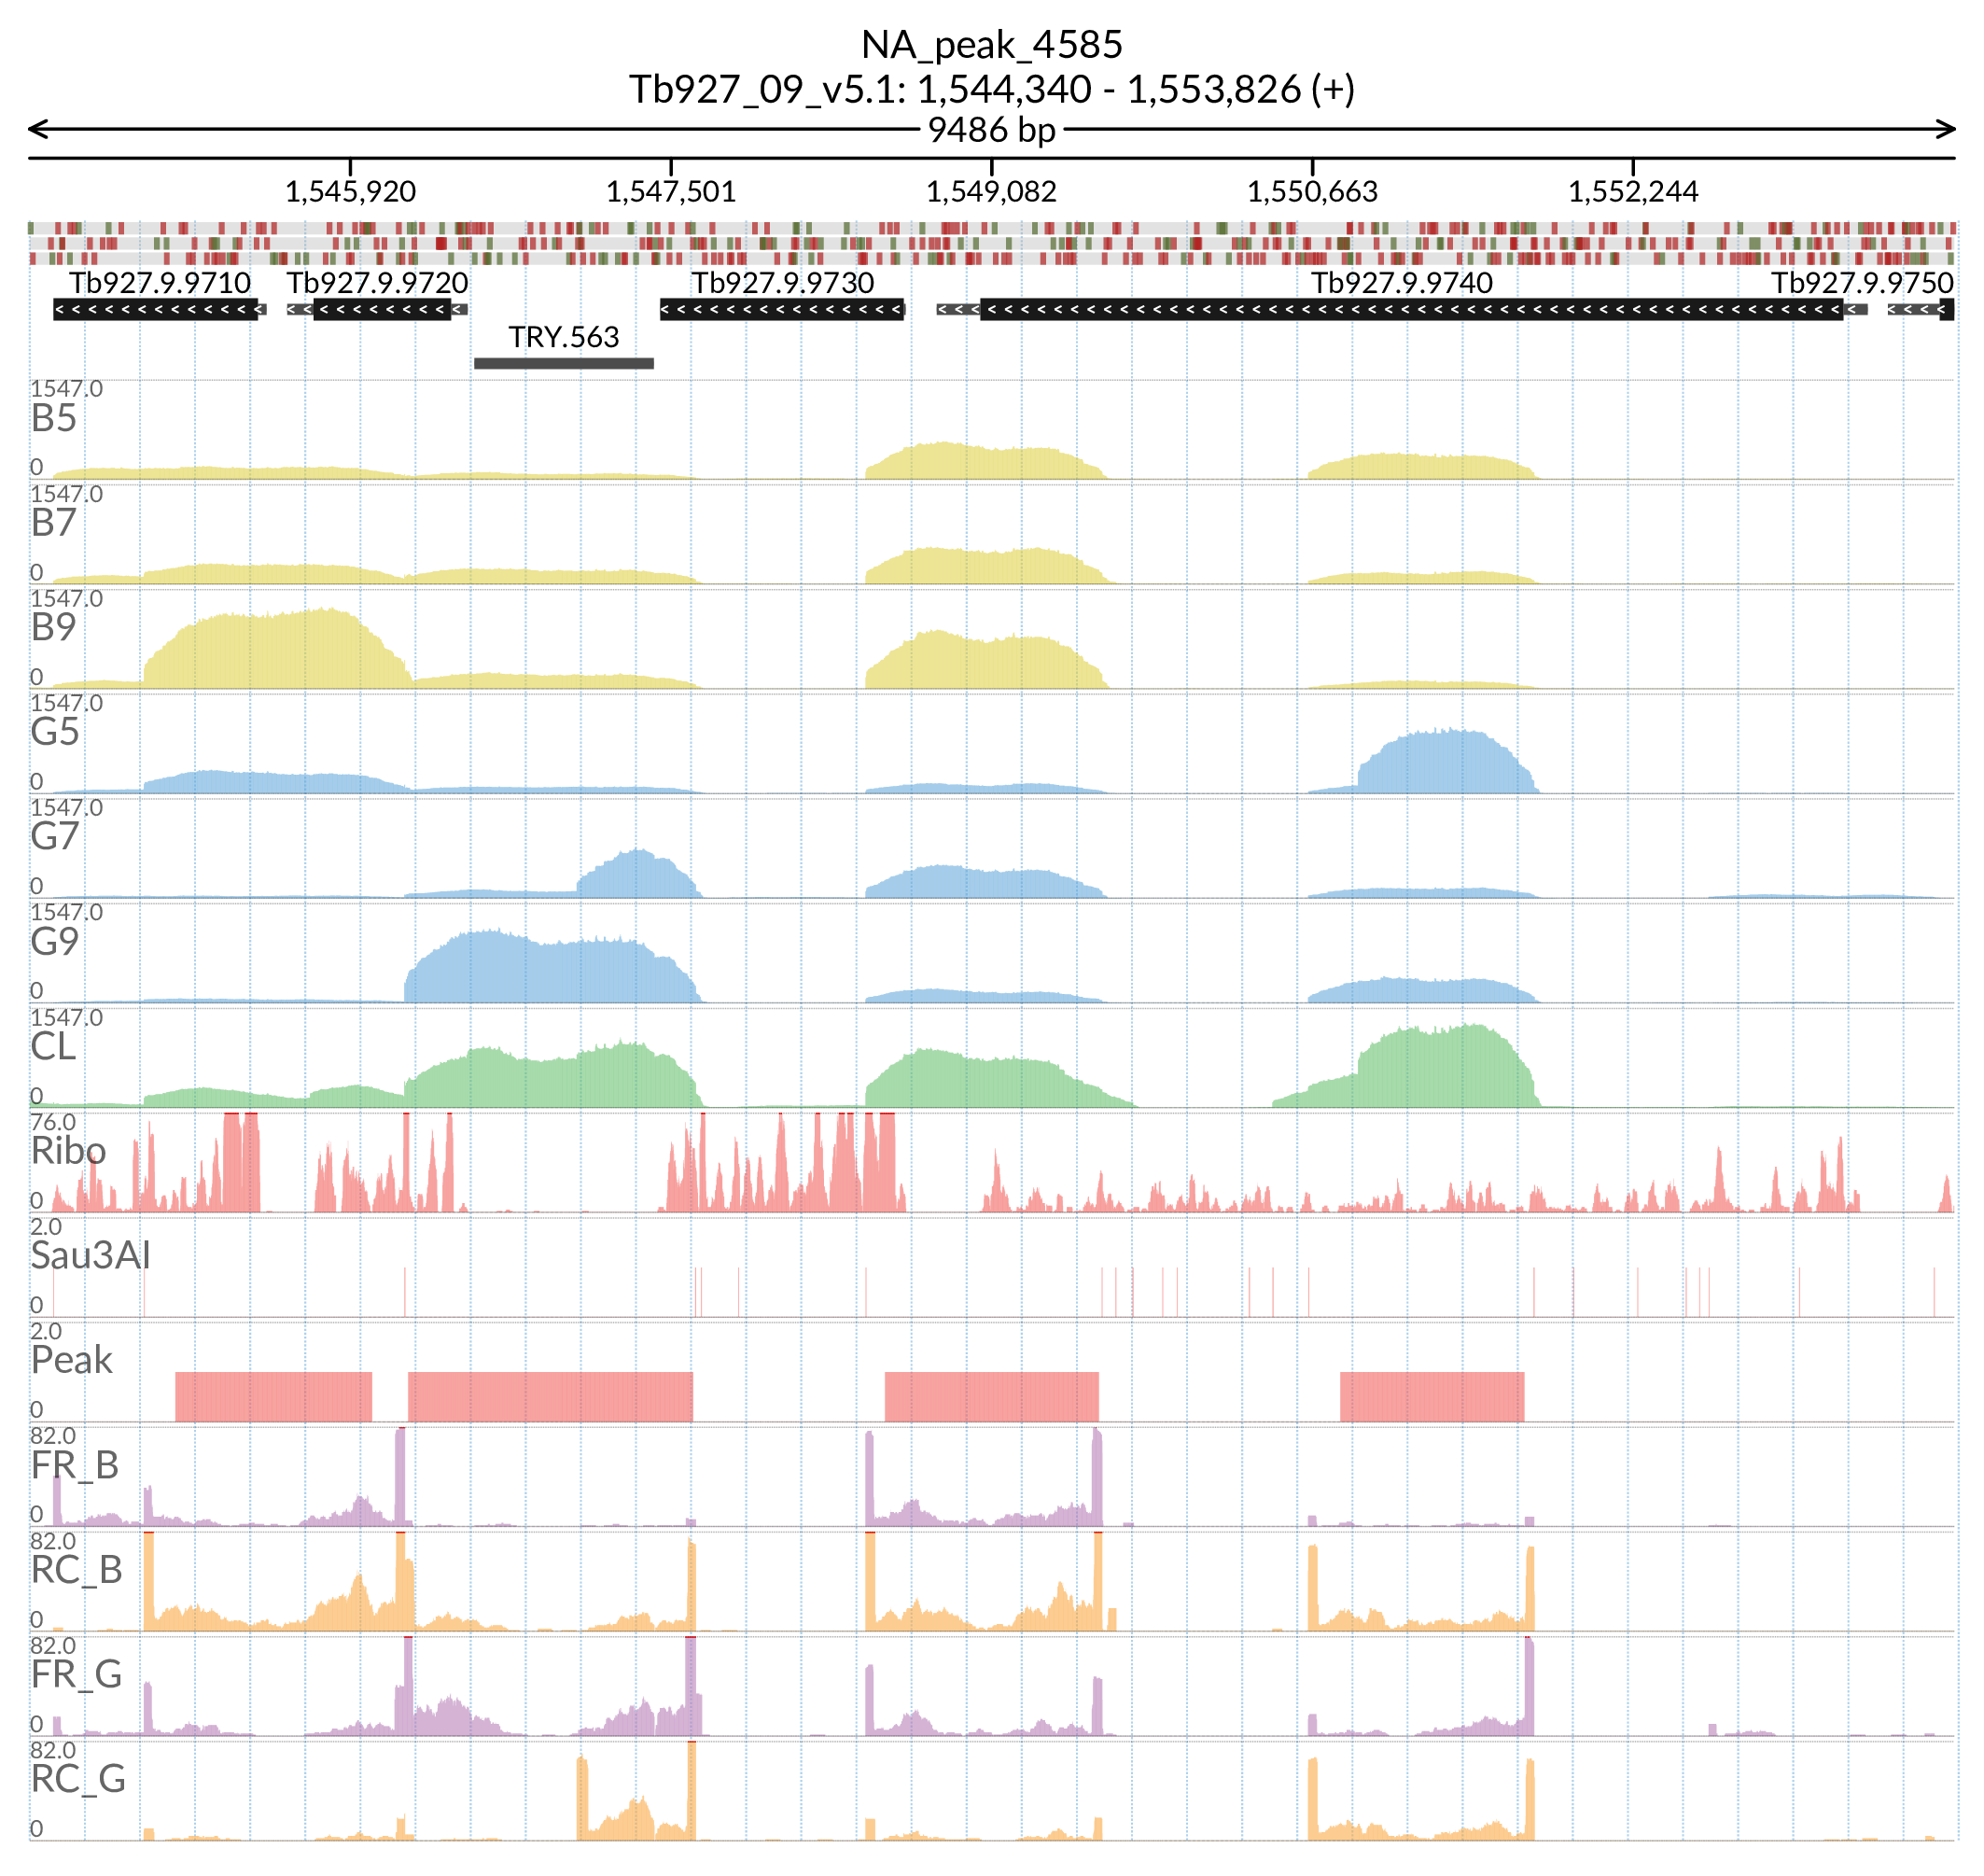 NA_peak_4585
Tb927_09_v5.1: 1,544,340 - 1,553,826 (+)
9486 bp
1,545,920 1,547,501 1,549,082 1,550,663 1,552,244
Tb927.9.9710 Tb927.9.9720 Tb927.9.9730 Tb927.9.9740 Tb927.9.9750
TRY.563
1547.0
B5
0
1547.0
B7
0
1547.0
B9
0
1547.0
G5
0
1547.0
G7
0
1547.0
G9
0
1547.0
CL
0
76.0
Ribo
0
2.0
Sau3AI
0
2.0
Peak
0
82.0
FR_B
0
82.0
RC_B
0
82.0
FR_G
0
82.0
RC_G
0